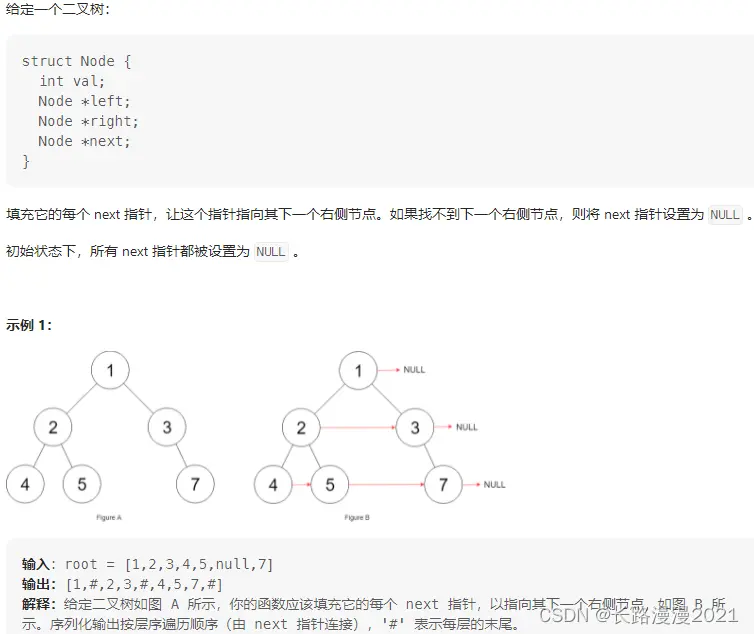 给定一个二叉树：
struct Node {
  int val;
  Node *left;
  Node *right;
  Node *next;
}
填充它的每个 next 指针，让这个指针指向其下一个右侧节点。如果找不到下一个右侧节点，则将 next 指针设置为 NULL 。
初始状态下，所有 next 指针都被设置为 NULL 。
示例 1：
1
2 3
4 5 7
Figure A
1 NULL
2 3 NULL
4 5 7 NULL
Figure B
输入：root = [1,2,3,4,5,null,7]
输出：[1,#,2,3,#,4,5,7,#]
解释：给定二叉树如图 A 所示，你的函数应该填充它的每个 next 指针，以指向其下一个右侧节点，如图 B 所
示。序列化输出按层序遍历顺序（由 next 指针连接），'#' 表示每层的末尾。
CSDN @长路漫漫2021